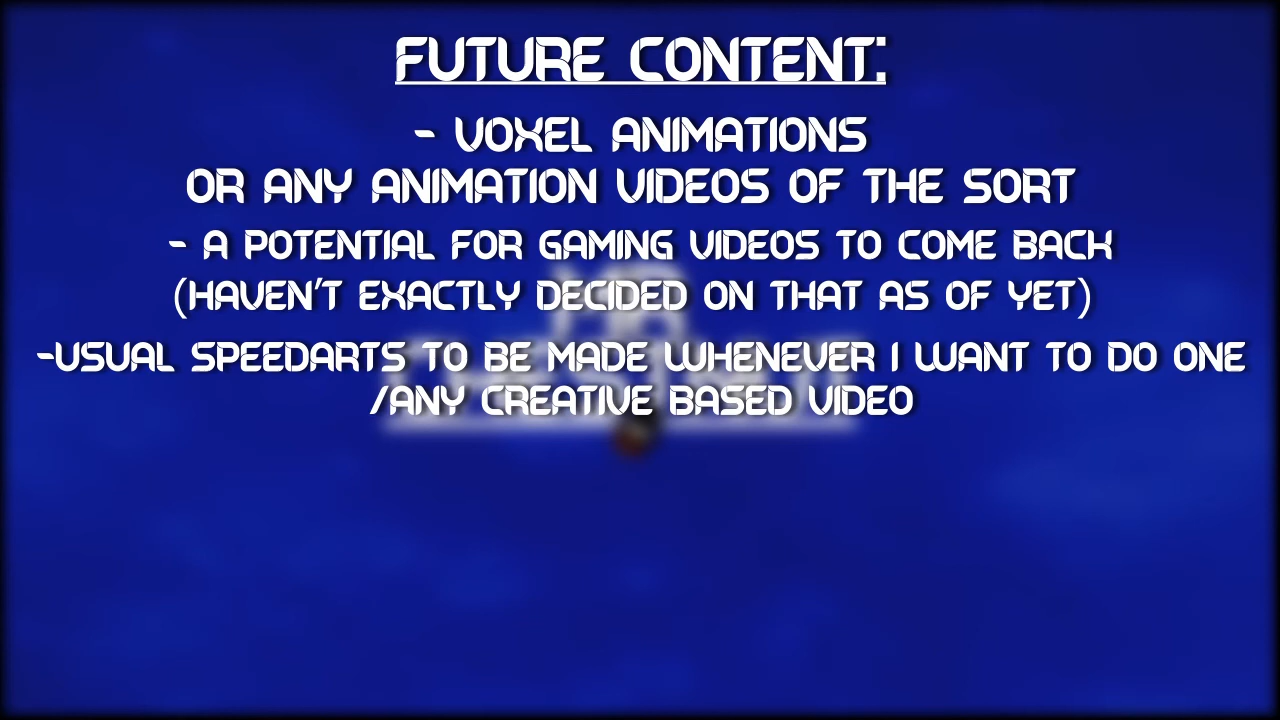 FUTURE CONTENT:
- VOXEL ANIMATIONS
OR ANY ANIMATION VIDEOS OF THE SORT
- A POTENTIAL FOR GAMING VIDEOS TO COME BACK
(HAVEN'T EXACTLY DECIDED ON THAT AS OF YET)
-USUAL SPEEDARTS TO BE MADE WHENEVER I WANT TO DO ONE
/ANY CREATIVE BASED VIDEO